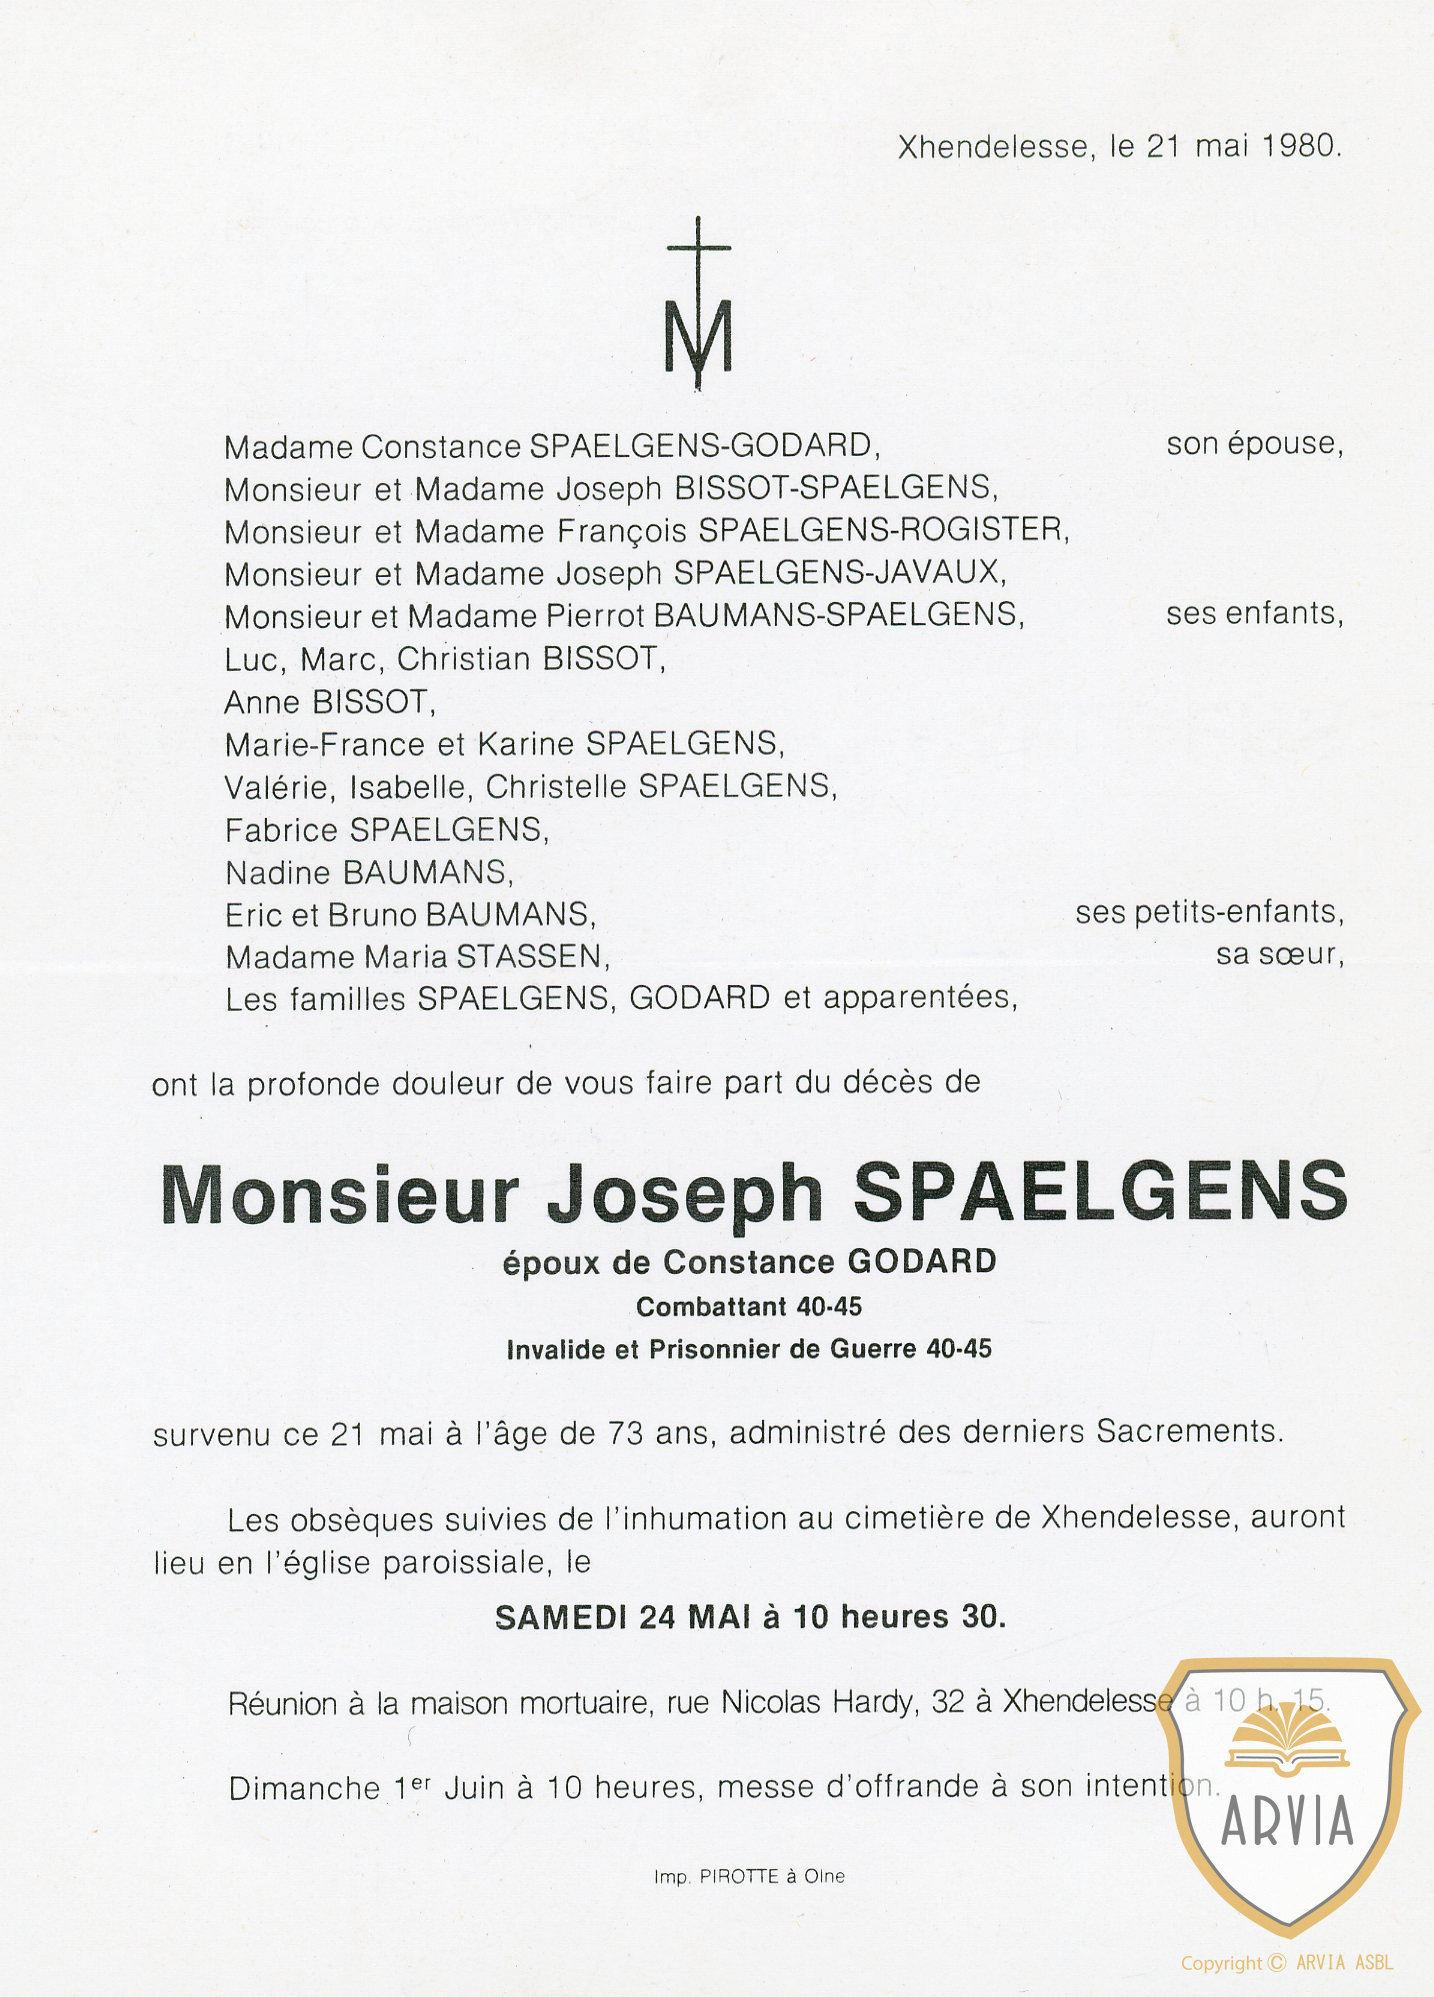 Xhendelesse, le 21 mai 1980.
M
Madame Constance SPAELGENS-GODARD, son épouse,
Monsieur et Madame Joseph BISSOT-SPAELGENS,
Monsieur et Madame François SPAELGENS-ROGISTER,
Monsieur et Madame Joseph SPAELGENS-JAVAUX,
Monsieur et Madame Pierrot BAUMANS-SPAELGENS, ses enfants,
Luc, Marc, Christian BISSOT,
Anne BISSOT,
Marie-France et Karine SPAELGENS,
Valérie, Isabelle, Christelle SPAELGENS,
Fabrice SPAELGENS,
Nadine BAUMANS,
Eric et Bruno BAUMANS, ses petits-enfants,
Madame Maria STASSEN, sa sœur,
Les familles SPAELGENS, GODARD et apparentées,
ont la profonde douleur de vous faire part du décès de
Monsieur Joseph SPAELGENS
époux de Constance GODARD
Combattant 40-45
Invalide et Prisonnier de Guerre 40-45
survenu ce 21 mai à l'âge de 73 ans, administré des derniers Sacrements.
Les obsèques suivies de l'inhumation au cimetière de Xhendelesse, auront
lieu en l'église paroissiale, le
SAMEDI 24 MAI à 10 heures 30.
Réunion à la maison mortuaire, rue Nicolas Hardy, 32 à Xhendelesse à 10 h. 15.
Dimanche 1er Juin à 10 heures, messe d'offrande à son intention.
Imp. PIROTTE à Olne
ARVIA
Copyright © ARVIA ASBL